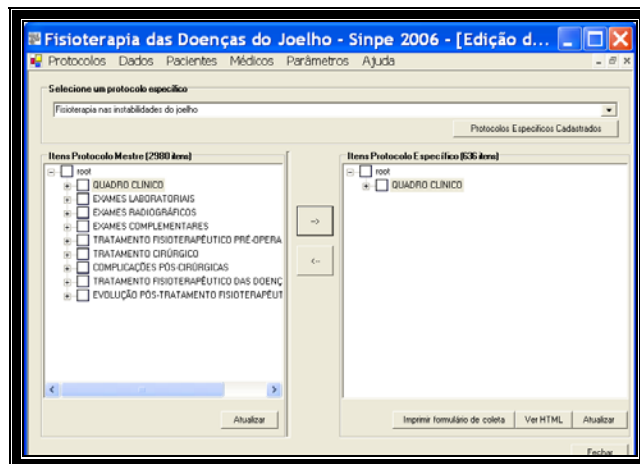 Fisioterapia das Doenças do Joelho - Sinpe 2006 - [Edição d...
Protocolos Dados Pacientes Médicos Parâmetros Ajuda
Selecione um protocolo específico
Fisioterapia nas instabilidades do joelho
Protocolos Específicos Cadastrados
Itens Protocolo Mestre (2980 itens)
root
QUADRO CLÍNICO
EXAMES LABORATORIAIS
EXAMES RADIOGRÁFICOS
EXAMES COMPLEMENTARES
TRATAMENTO FISIOTERAPÊUTICO PRÉ-OPERA
TRATAMENTO CIRÚRGICO
COMPLICAÇÕES PÓS-CIRÚRGICAS
TRATAMENTO FISIOTERAPÊUTICO DAS DOENÇ
EVOLUÇÃO PÓS-TRATAMENTO FISIOTERAPÊUT
Atualizar
->
<-
Itens Protocolo Específico (636 itens)
root
QUADRO CLÍNICO
Imprimir formulário de coleta Ver HTML Atualizar
Fechar